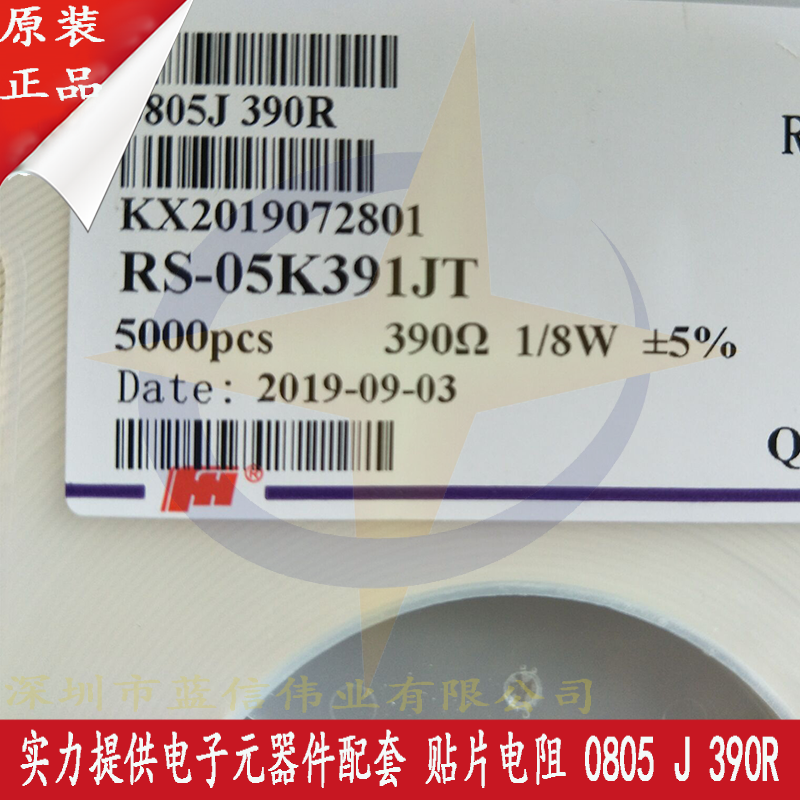 原装
正品
805J 390R
R
KX2019072801
RS-05K391JT
5000pcs 390Ω 1/8W ±5%
Date: 2019-09-03
Q
®
深圳市蓝信伟业有限公司
实力提供电子元器件配套 贴片电阻 0805 J 390R